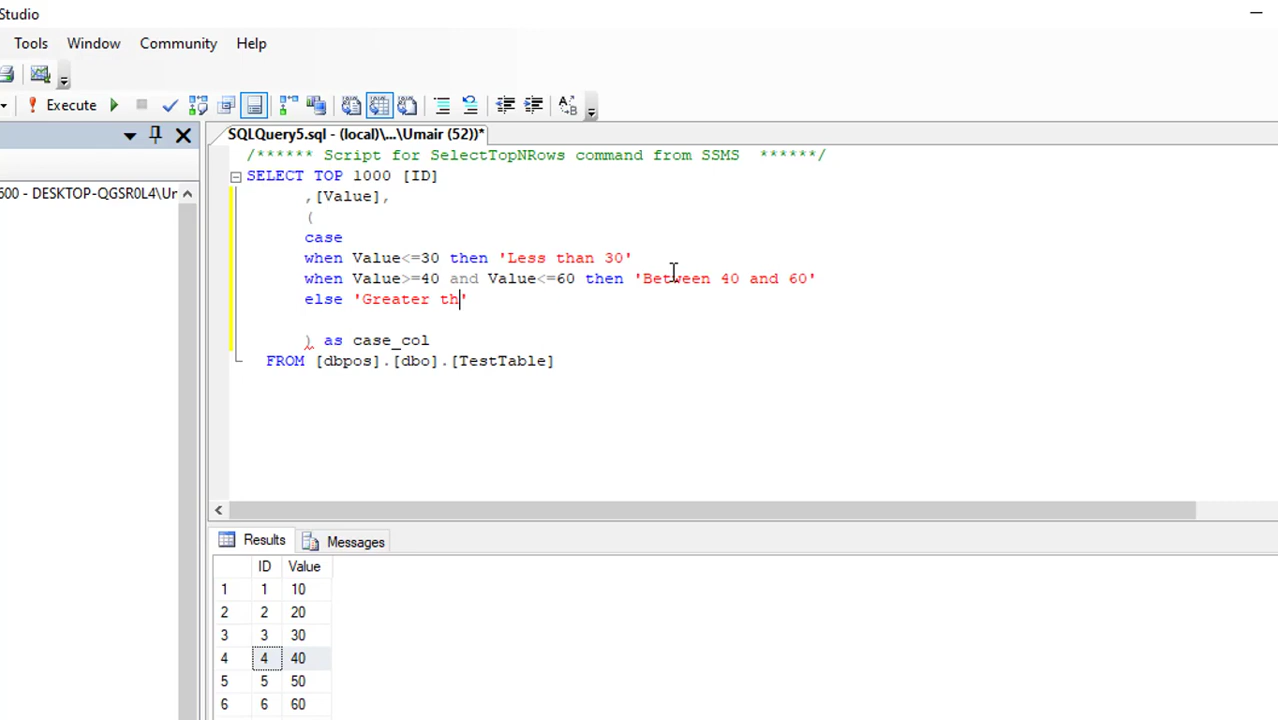 Studio
Tools Window Community Help
Execute
SQLQuery5.sql - (local)\...\Umair (52))*
/****** Script for SelectTopNRows command from SSMS ******/
SELECT TOP 1000 [ID]
600 - DESKTOP-QGSR0L4\Ur
,[Value],
(
case
when Value<=30 then 'Less than 30'
when Value>=40 and Value<=60 then 'Between 40 and 60'
else 'Greater th'
) as case_col
FROM [dbpos].[dbo].[TestTable]
Results Messages
ID Value
1 1 10
2 2 20
3 3 30
4 4 40
5 5 50
6 6 60